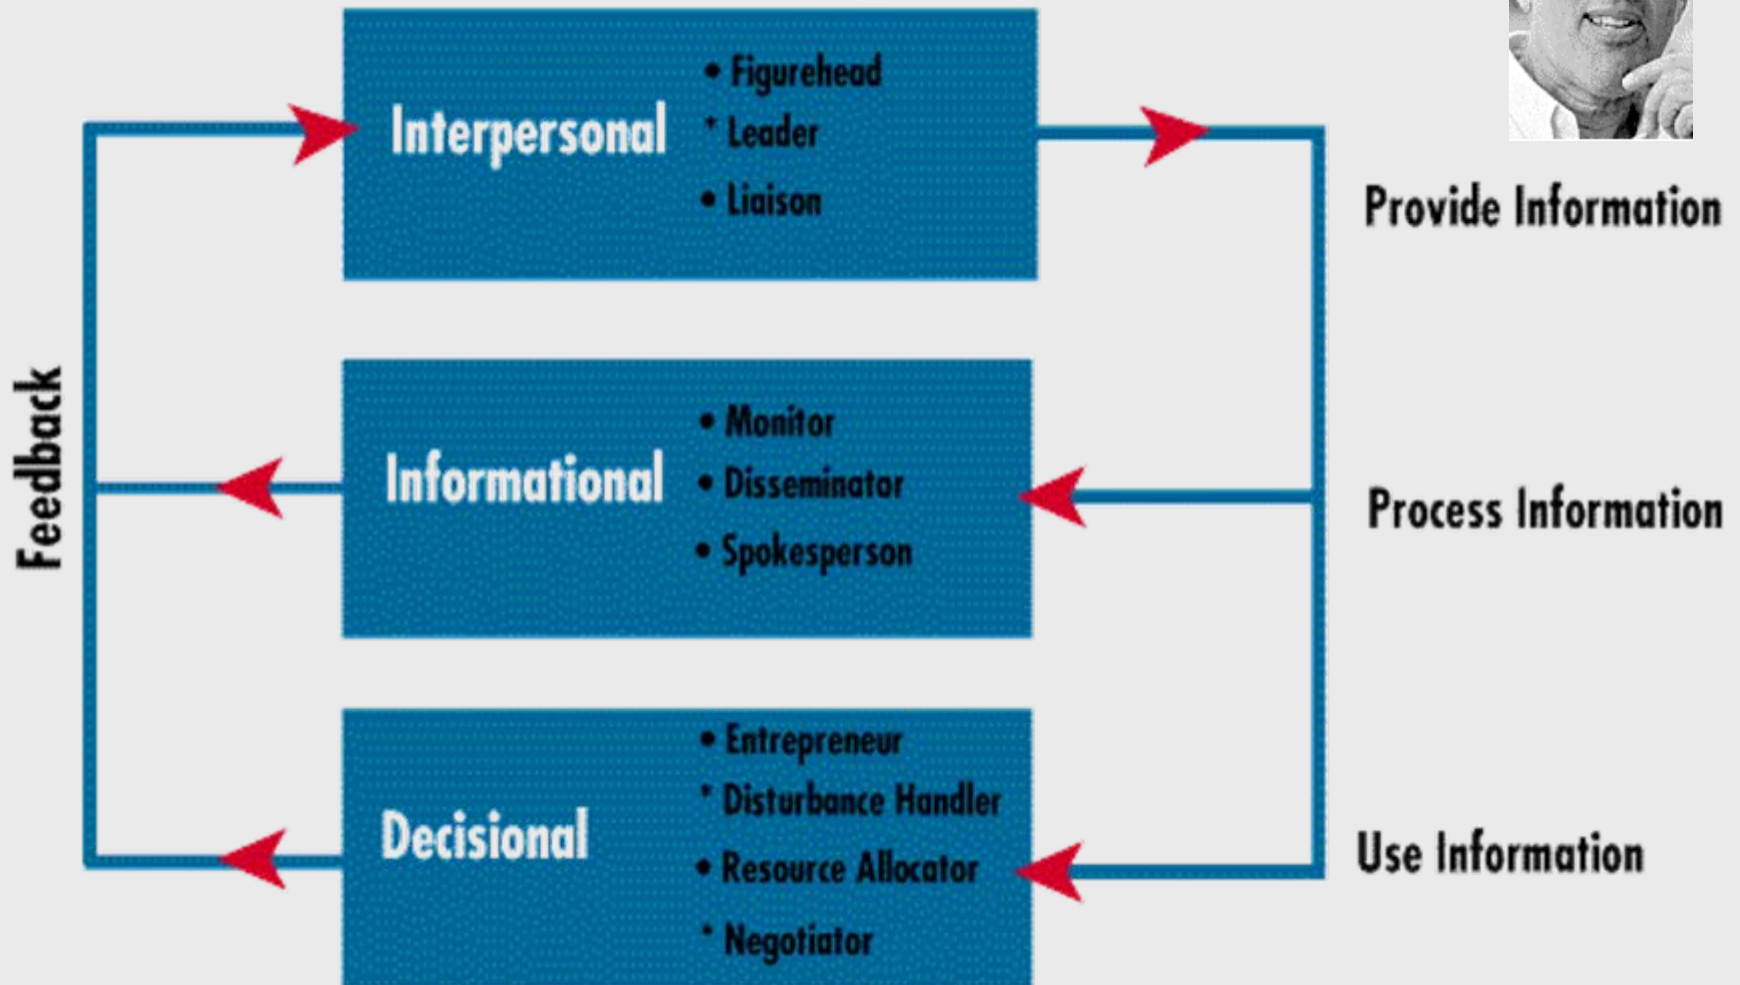 Feedback
Interpersonal
• Figurehead
* Leader
• Liaison
Provide Information
Informational
• Monitor
• Disseminator
• Spokesperson
Process Information
Decisional
• Entrepreneur
* Disturbance Handler
• Resource Allocator
* Negotiator
Use Information